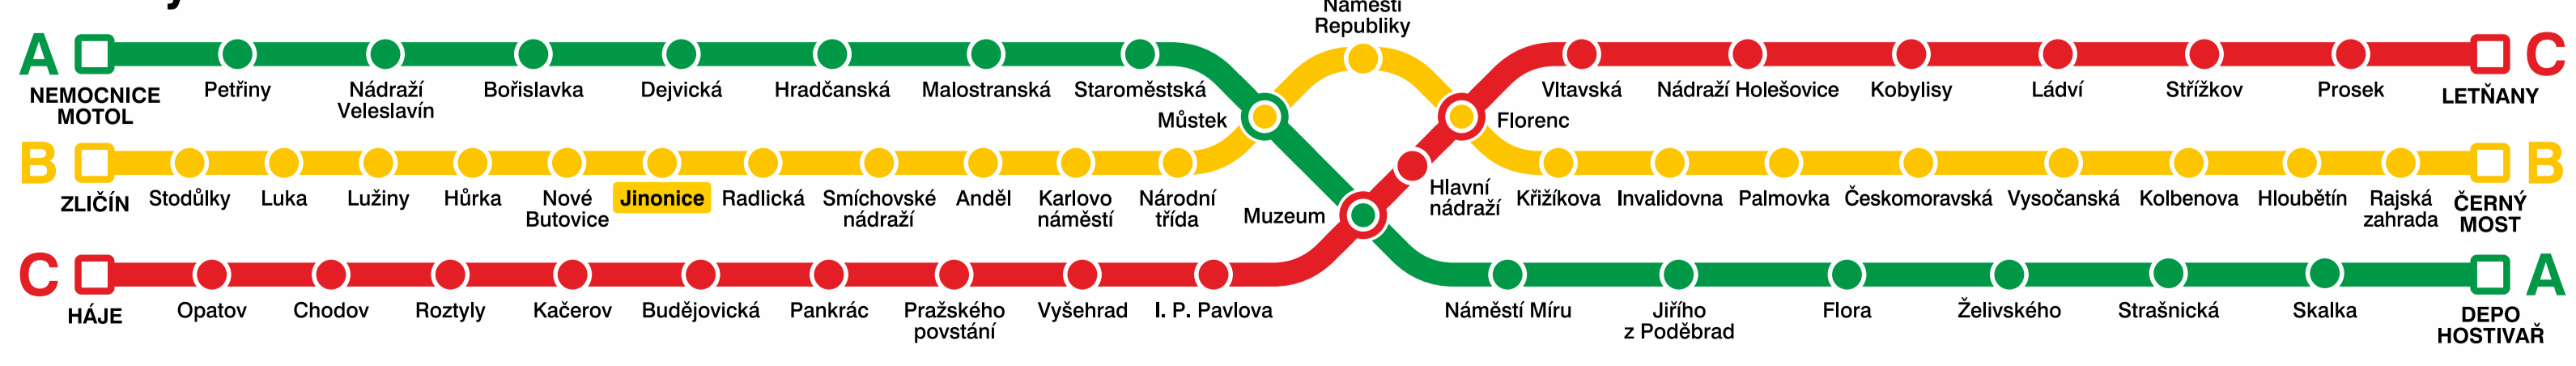 Náměstí
Republiky
A
C
Petřiny
Nádraží
Veleslavín
Bořislavka
Dejvická
Hradčanská
Malostranská
Staroměstská
Vltavská
Nádraží Holešovice
Kobylisy
Ládví
Střížkov
Prosek
NEMOCNICE
MOTOL
LETŇANY
Můstek
Florenc
B
B
ZLIČÍN
Stodůlky
Luka
Lužiny
Hůrka
Nové
Butovice
Jinonice
Radlická
Smíchovské
nádraží
Anděl
Karlovo
náměstí
Národní
třída
Muzeum
Hlavní
nádraží
Křižíkova
Invalidovna
Palmovka
Českomoravská
Vysočanská
Kolbenova
Hloubětín
Rajská
zahrada
ČERNÝ
MOST
C
A
HÁJE
Opatov
Chodov
Roztyly
Kačerov
Budějovická
Pankrác
Pražského
povstání
Vyšehrad
I. P. Pavlova
Náměstí Míru
Jiřího
z Poděbrad
Flora
Želivského
Strašnická
Skalka
DEPO
HOSTIVAŘ